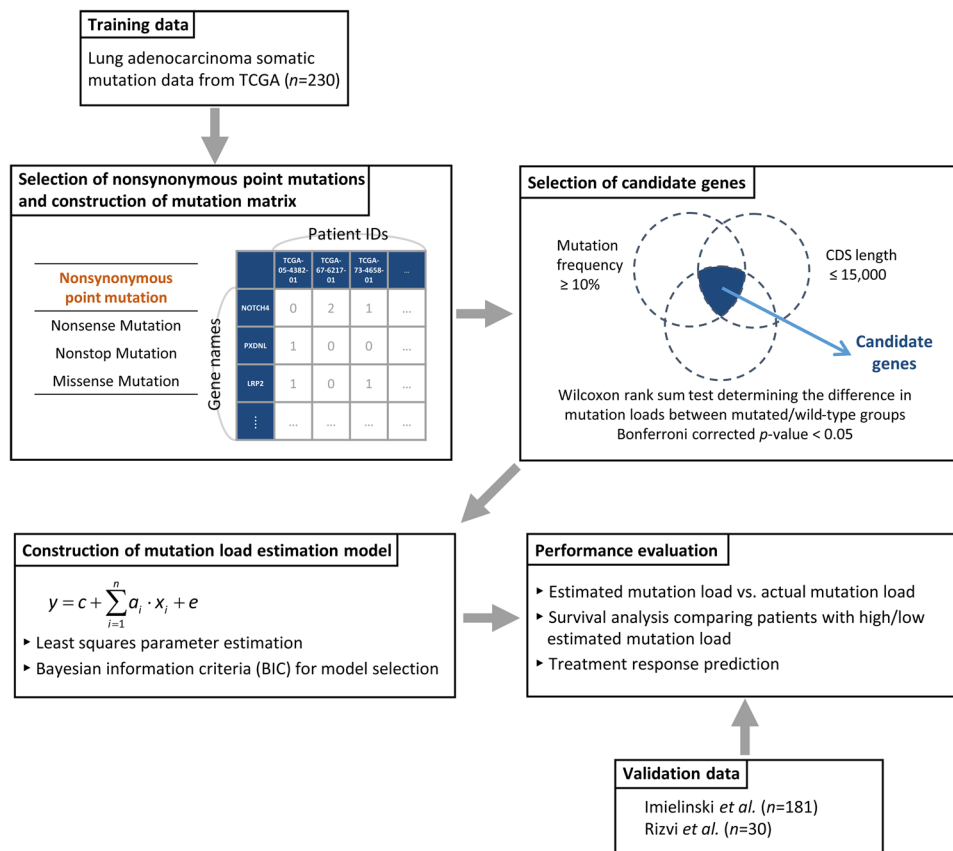 Training data
Lung adenocarcinoma somatic
mutation data from TCGA (n=230)
Selection of nonsynonymous point mutations
and construction of mutation matrix
Nonsynonymous
point mutation
Nonsense Mutation
Nonstop Mutation
Missense Mutation
Patient IDs
Gene names
TCGA-05-4382-01 TCGA-67-6217-01 TCGA-73-4658-01 ...
NOTCH4 0 2 1 ...
PXDNL 1 0 0 ...
LRP2 1 0 1 ...
... ... ... ... ...
Selection of candidate genes
Mutation
frequency
≥ 10%
CDS length
≤ 15,000
Candidate
genes
Wilcoxon rank sum test determining the difference in
mutation loads between mutated/wild-type groups
Bonferroni corrected p-value < 0.05
Construction of mutation load estimation model
y = c + ∑_{i=1}^{n} a_i · x_i + e
▸ Least squares parameter estimation
▸ Bayesian information criteria (BIC) for model selection
Performance evaluation
▸ Estimated mutation load vs. actual mutation load
▸ Survival analysis comparing patients with high/low
estimated mutation load
▸ Treatment response prediction
Validation data
Imielinski et al. (n=181)
Rizvi et al. (n=30)